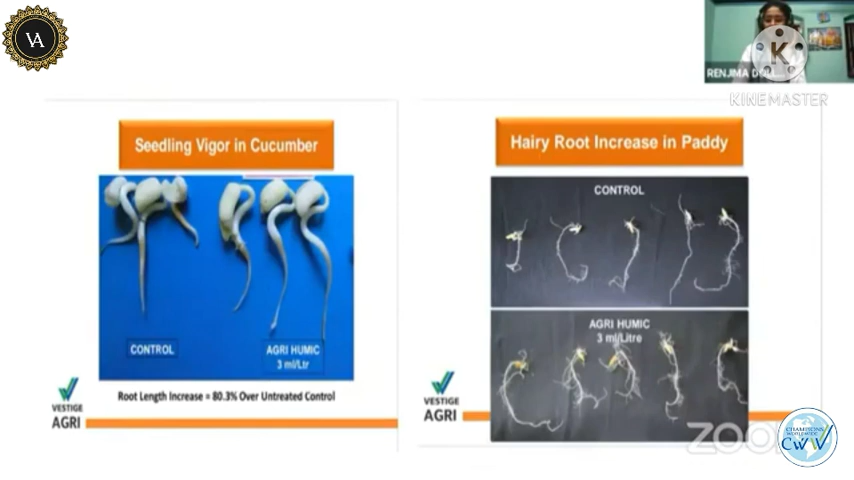 VA
RENJIMA
K
KINEMASTER
Seedling Vigor in Cucumber
CONTROL
AGRI HUMIC
3 ml/Ltr
Root Length Increase = 80.3% Over Untreated Control
VESTIGE
AGRI
Hairy Root Increase in Paddy
CONTROL
AGRI HUMIC
3 ml/Litre
VESTIGE
AGRI
zoom
CHAMPIONS
WORLDWIDE
CWV